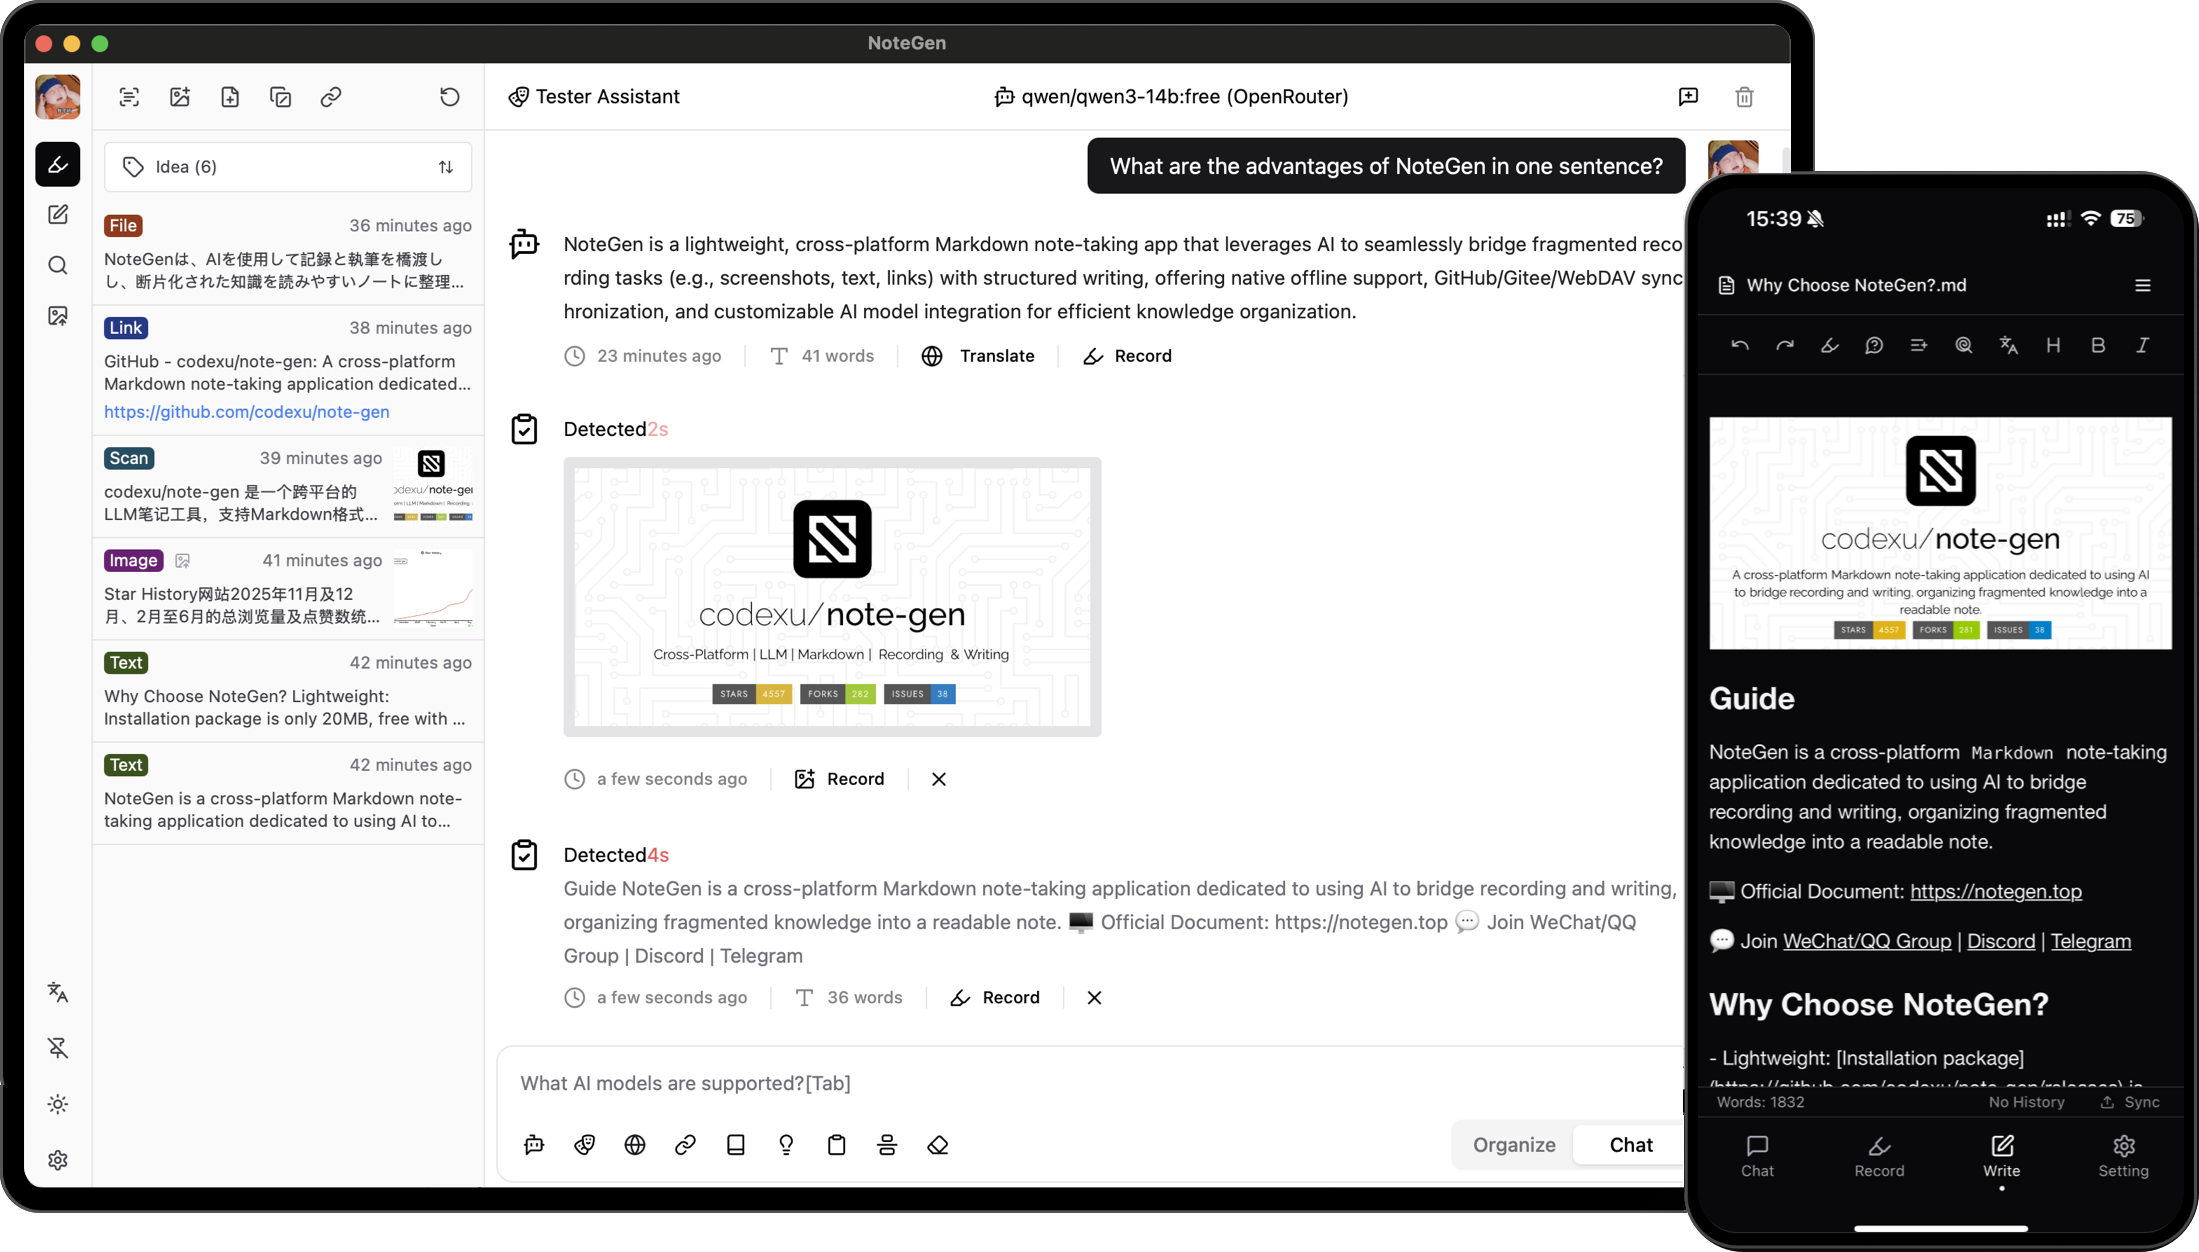 NoteGen
Tester Assistant
qwen/qwen3-14b:free (OpenRouter)
Idea (6)
File
36 minutes ago
NoteGenは、AIを使用して記録と執筆を橋渡し
し、断片化された知識を読みやすいノートに整理...
Link
38 minutes ago
GitHub - codexu/note-gen: A cross-platform
Markdown note-taking application dedicated...
https://github.com/codexu/note-gen
Scan
39 minutes ago
codexu/note-gen 是一个跨平台的
LLM笔记工具，支持Markdown格式...
codexu/note-gen
Image
41 minutes ago
Star History网站2025年11月及12
月、2月至6月的总浏览量及点赞数统...
Text
42 minutes ago
Why Choose NoteGen? Lightweight:
Installation package is only 20MB, free with ...
Text
42 minutes ago
NoteGen is a cross-platform Markdown note-
taking application dedicated to using AI to...
What are the advantages of NoteGen in one sentence?
NoteGen is a lightweight, cross-platform Markdown note-taking app that leverages AI to seamlessly bridge fragmented reco
rding tasks (e.g., screenshots, text, links) with structured writing, offering native offline support, GitHub/Gitee/WebDAV sync
hronization, and customizable AI model integration for efficient knowledge organization.
23 minutes ago
41 words
Translate
Record
Detected2s
codexu/note-gen
Cross-Platform | LLM | Markdown | Recording & Writing
STARS 4557 FORKS 282 ISSUES 38
a few seconds ago
Record
Detected4s
Guide NoteGen is a cross-platform Markdown note-taking application dedicated to using AI to bridge recording and writing,
organizing fragmented knowledge into a readable note. 🖥️ Official Document: https://notegen.top 💬 Join WeChat/QQ
Group | Discord | Telegram
a few seconds ago
36 words
Record
What AI models are supported?[Tab]
Organize
Chat
15:39
75
Why Choose NoteGen?.md
codexu/note-gen
A cross-platform Markdown note-taking application dedicated to using AI
to bridge recording and writing, organizing fragmented knowledge into a
readable note.
STARS 4557 FORKS 281 ISSUES 38
Guide
NoteGen is a cross-platform Markdown note-taking
application dedicated to using AI to bridge
recording and writing, organizing fragmented
knowledge into a readable note.
🖥️ Official Document: https://notegen.top
💬 Join WeChat/QQ Group | Discord | Telegram
Why Choose NoteGen?
- Lightweight: [Installation package]
(https://github.com/codexu/note-gen/releases) is
Words: 1832
No History
Sync
Chat
Record
Write
Setting